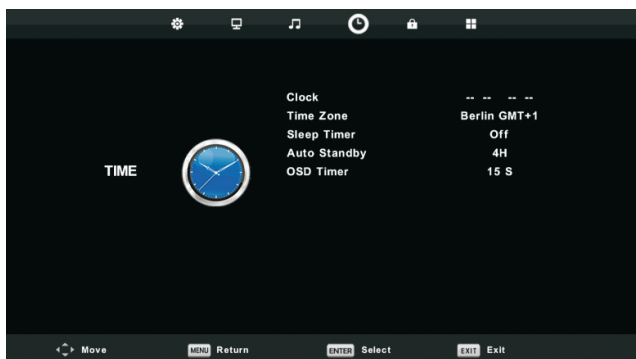 Clock -- -- -- --
Time Zone Berlin GMT+1
Sleep Timer Off
Auto Standby 4H
TIME
OSD Timer 15 S
Move MENU Return ENTER Select EXIT Exit